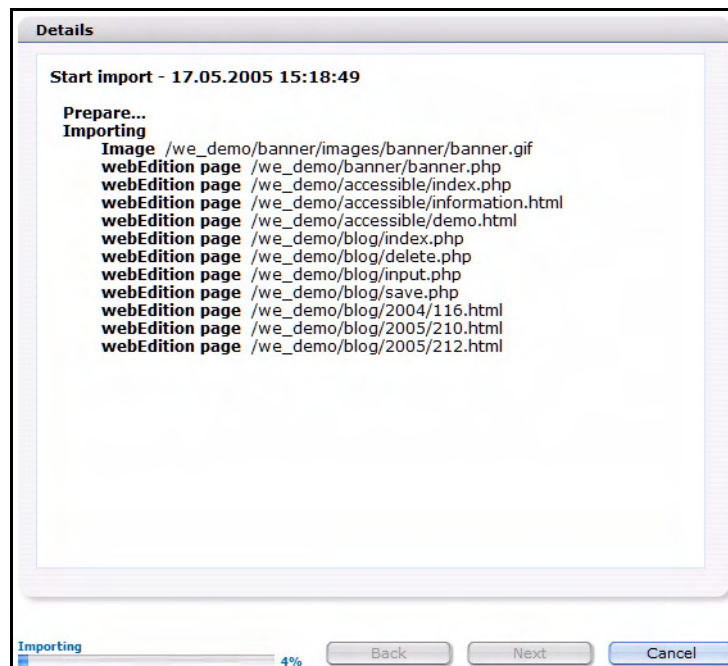 Details
Start import - 17.05.2005 15:18:49
Prepare...
Importing
Image /we_demo/banner/images/banner/banner.gif
webEdition page /we_demo/banner/banner.php
webEdition page /we_demo/accessible/index.php
webEdition page /we_demo/accessible/information.html
webEdition page /we_demo/accessible/demo.html
webEdition page /we_demo/blog/index.php
webEdition page /we_demo/blog/delete.php
webEdition page /we_demo/blog/input.php
webEdition page /we_demo/blog/save.php
webEdition page /we_demo/blog/2004/116.html
webEdition page /we_demo/blog/2005/210.html
webEdition page /we_demo/blog/2005/212.html
Importing
4% Back Next Cancel